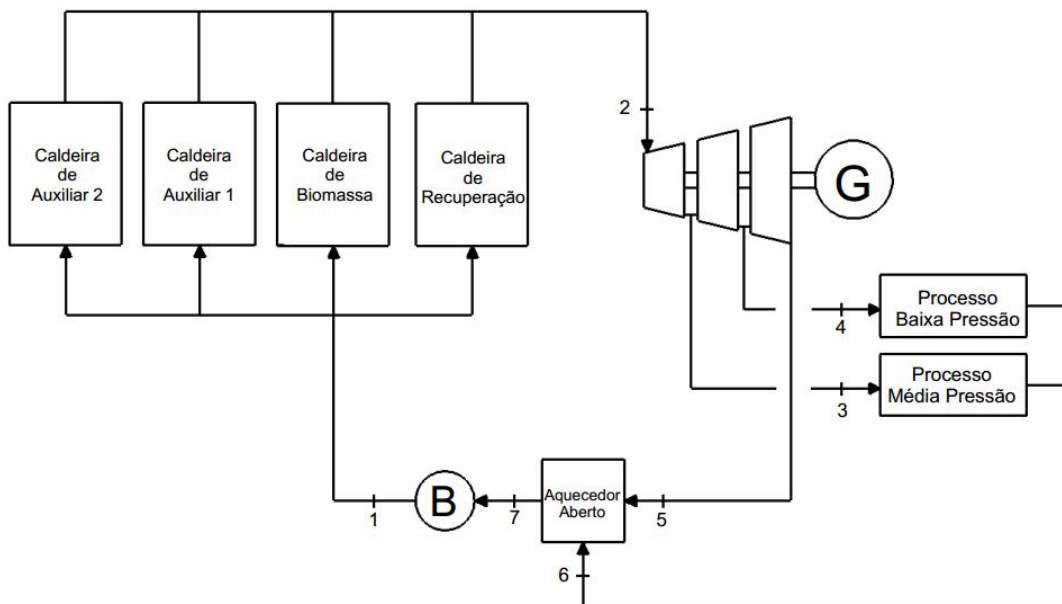 Caldeira
de
Auxiliar 2
Caldeira
de
Auxiliar 1
Caldeira
de
Biomassa
Caldeira
de
Recuperação
2
G
Processo
Baixa Pressão
4
Processo
Média Pressão
3
Aquecedor
Aberto
B
1
7
5
6